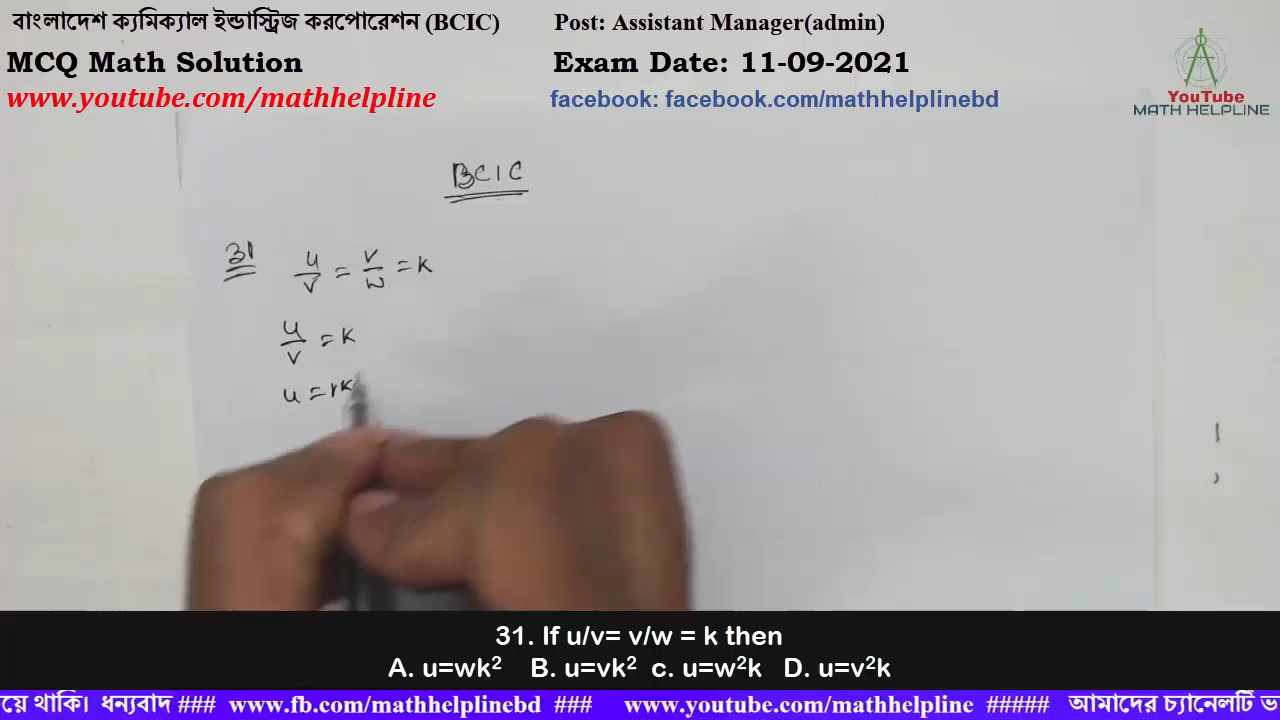 বাংলাদেশ ক্যমিক্যাল ইন্ডাস্ট্রিজ করপোরেশন (BCIC) Post: Assistant Manager(admin)
MCQ Math Solution Exam Date: 11-09-2021
www.youtube.com/mathhelpline facebook: facebook.com/mathhelplinebd
YouTube
MATH HELPLINE
BCIC
31 u/v = v/w = k
u/v = k
u = vk
31. If u/v= v/w = k then
A. u=wk² B. u=vk² c. u=w²k D. u=v²k
য়ে থাকি। ধন্যবাদ ### www.fb.com/mathhelplinebd ### www.youtube.com/mathhelpline ##### আমাদের চ্যানেলটি ভ